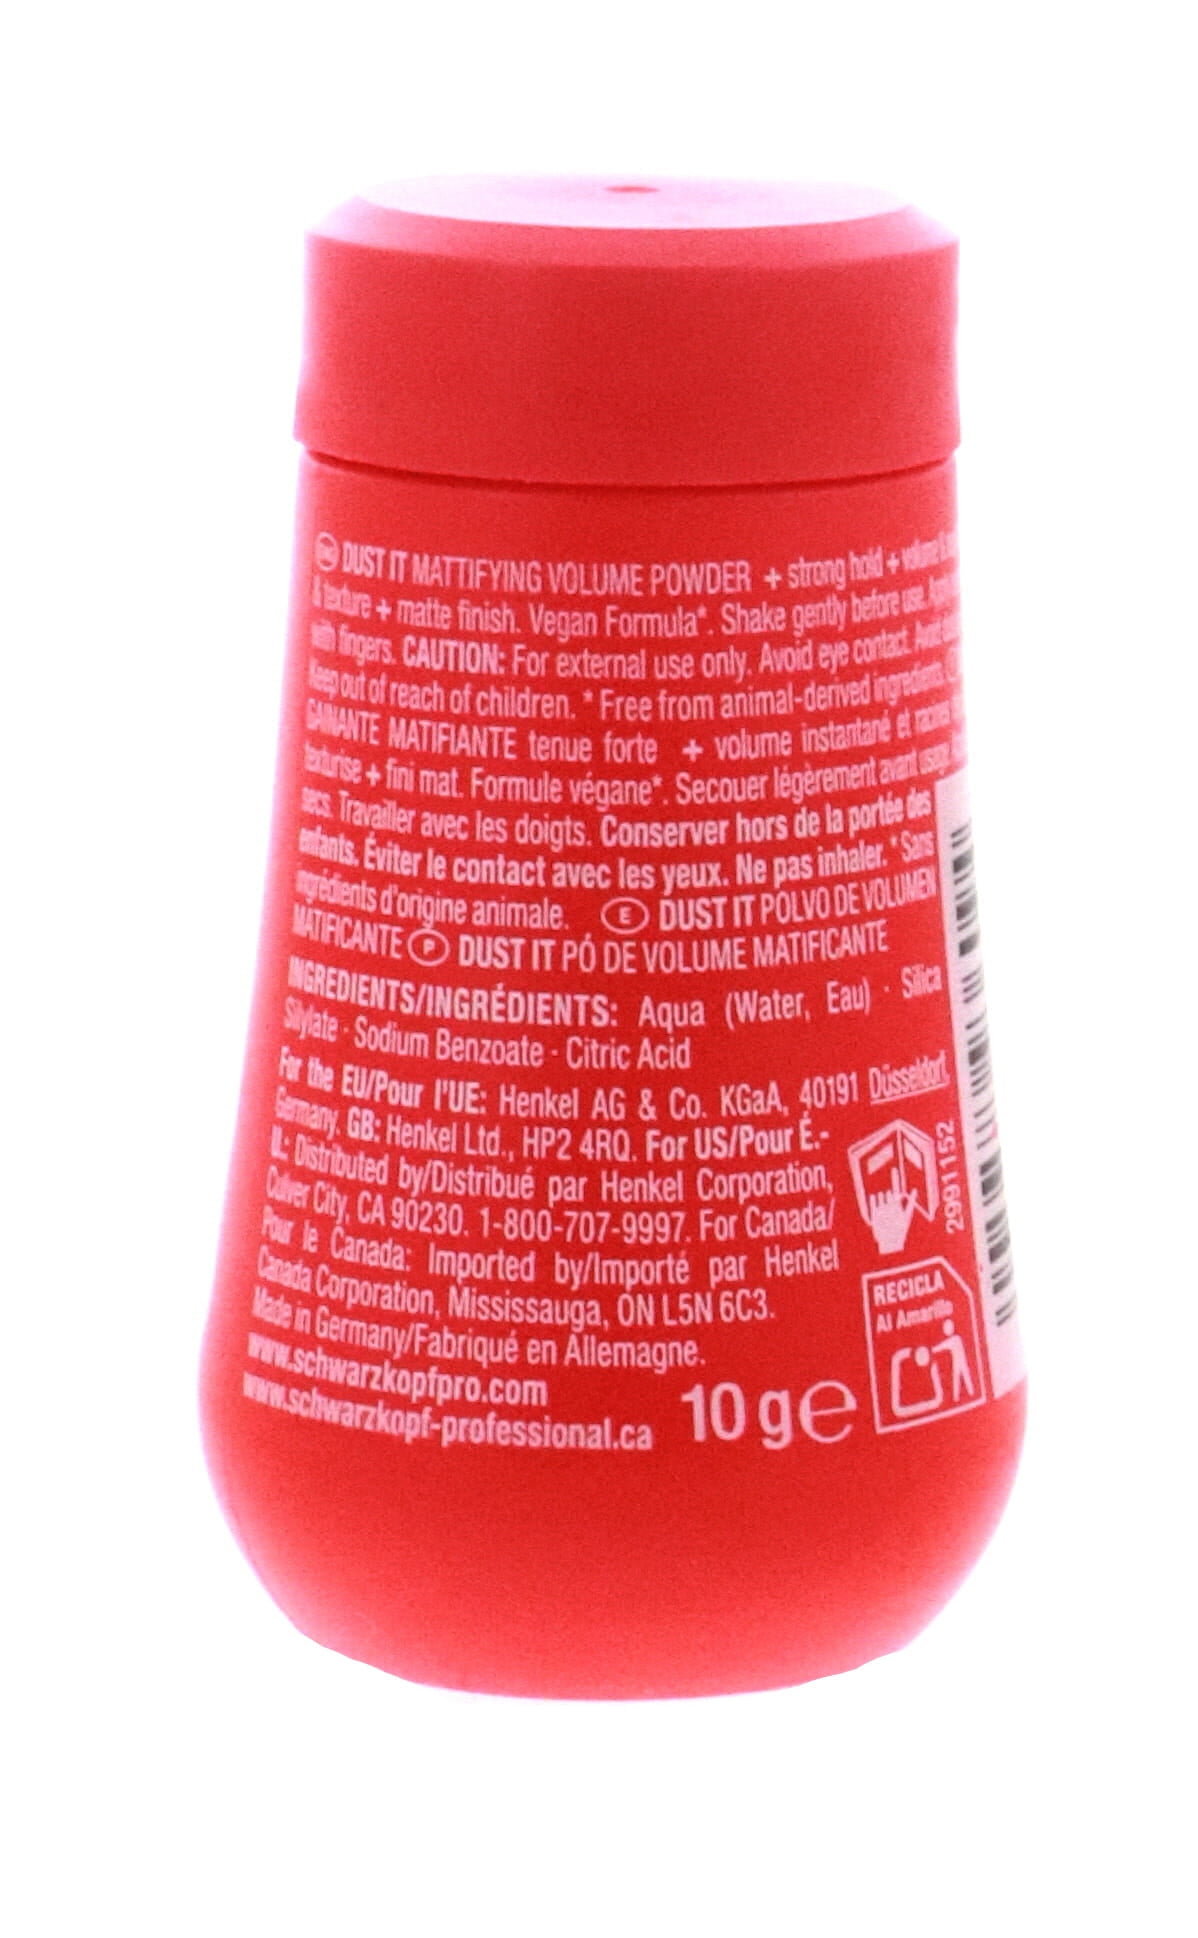 DUST IT MATTIFYING VOLUME POWDER + strong hold + volume
& texture + matte finish. Vegan Formula*. Shake gently before use.
with fingers. CAUTION: For external use only. Avoid eye contact. Avoid
Keep out of reach of children. * Free from animal-derived ingredients.
GAINANTE MATIFIANTE tenue forte + volume instantané et racines
texturise + fini mat. Formule végane*. Secouer légèrement avant usage.
secs. Travailler avec les doigts. Conserver hors de la portée des
enfants. Éviter le contact avec les yeux. Ne pas inhaler. * Sans
ingrédients d'origine animale. E DUST IT POLVO DE VOLUMEN
MATIFICANTE P DUST IT PÓ DE VOLUME MATIFICANTE
INGREDIENTS/INGRÉDIENTS: Aqua (Water, Eau) · Silica
Silylate · Sodium Benzoate · Citric Acid
For the EU/Pour l'UE: Henkel AG & Co. KGaA, 40191 Düsseldorf,
Germany. GB: Henkel Ltd., HP2 4RQ. For US/Pour É.-
U.: Distributed by/Distribué par Henkel Corporation,
Culver City, CA 90230. 1-800-707-9997. For Canada/
Pour le Canada: Imported by/Importé par Henkel
Canada Corporation, Mississauga, ON L5N 6C3.
Made in Germany/Fabriqué en Allemagne.
www.schwarzkopfpro.com
www.schwarzkopf-professional.ca
10 g e
2991152
RECICLA
Al Amarillo